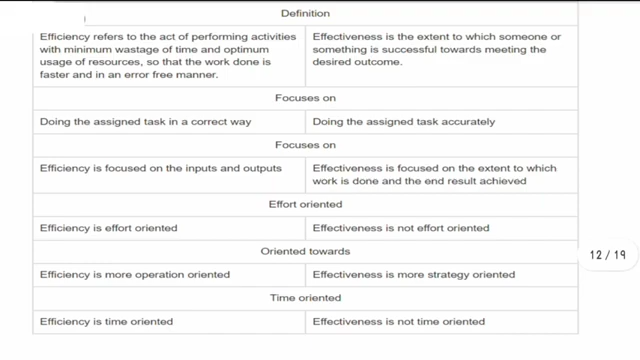 Definition
Efficiency refers to the act of performing activities
with minimum wastage of time and optimum
usage of resources, so that the work done is
faster and in an error free manner.
Effectiveness is the extent to which someone or
something is successful towards meeting the
desired outcome.
Focuses on
Doing the assigned task in a correct way
Doing the assigned task accurately
Focuses on
Efficiency is focused on the inputs and outputs
Effectiveness is focused on the extent to which
work is done and the end result achieved
Effort oriented
Efficiency is effort oriented
Effectiveness is not effort oriented
Oriented towards
Efficiency is more operation oriented
Effectiveness is more strategy oriented
12 / 19
Time oriented
Efficiency is time oriented
Effectiveness is not time oriented